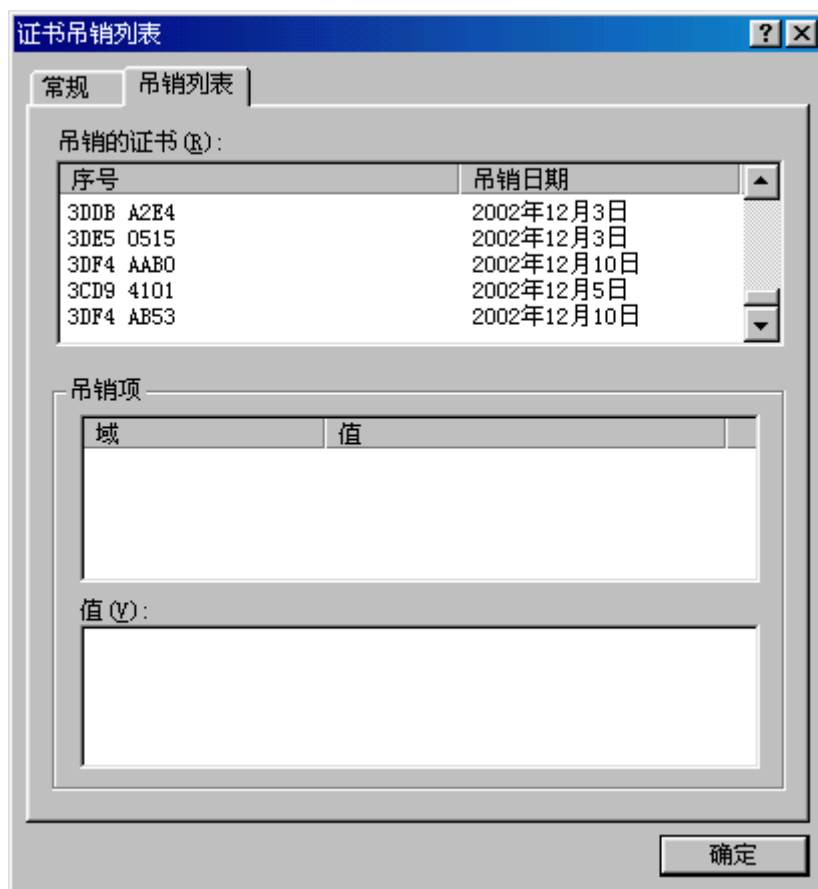 证书吊销列表
常规 吊销列表
吊销的证书(R):
序号 吊销日期
3DDB A2E4 2002年12月3日
3DE5 0515 2002年12月3日
3DF4 AAB0 2002年12月10日
3CD9 4101 2002年12月5日
3DF4 AB53 2002年12月10日
吊销项
域 值
值(V):
确定